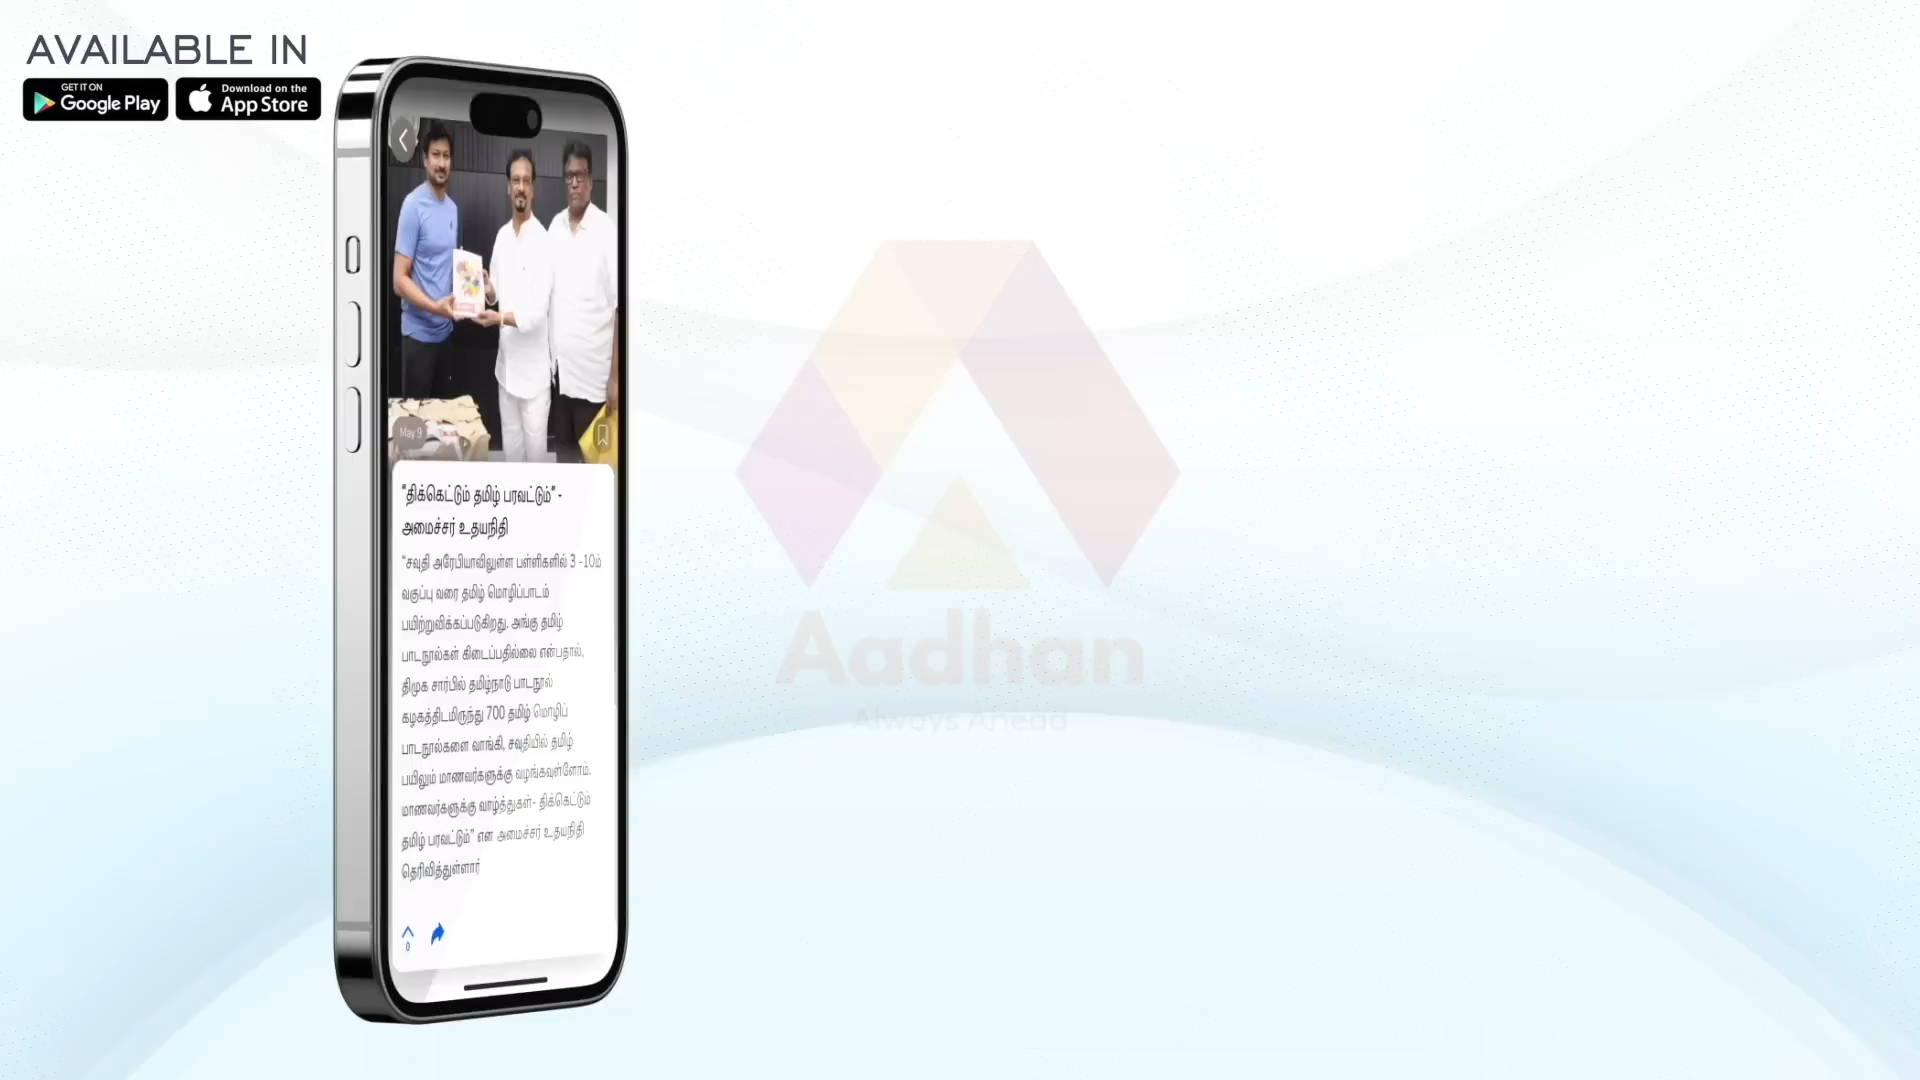 AVAILABLE IN
GET IT ON
Google Play
Download on the
App Store
May 9
"திக்கெட்டும் தமிழ் பரவட்டும்" -
அமைச்சர் உதயநிதி
"சவுதி அரேபியாவிலுள்ள பள்ளிகளில் 3 -10ம்
வகுப்பு வரை தமிழ் மொழிப்பாடம்
பயிற்றுவிக்கப்படுகிறது. அங்கு தமிழ்
பாடநூல்கள் கிடைப்பதில்லை என்பதால்,
திமுக சார்பில் தமிழ்நாடு பாடநூல்
கழகத்திடமிருந்து 700 தமிழ் மொழிப்
பாடநூல்களை வாங்கி, சவுதியில் தமிழ்
பயிலும் மாணவர்களுக்கு வழங்கவுள்ளோம்.
மாணவர்களுக்கு வாழ்த்துகள்- திக்கெட்டும்
தமிழ் பரவட்டும்" என அமைச்சர் உதயநிதி
தெரிவித்துள்ளார்
0
Aadhan
Always Ahead